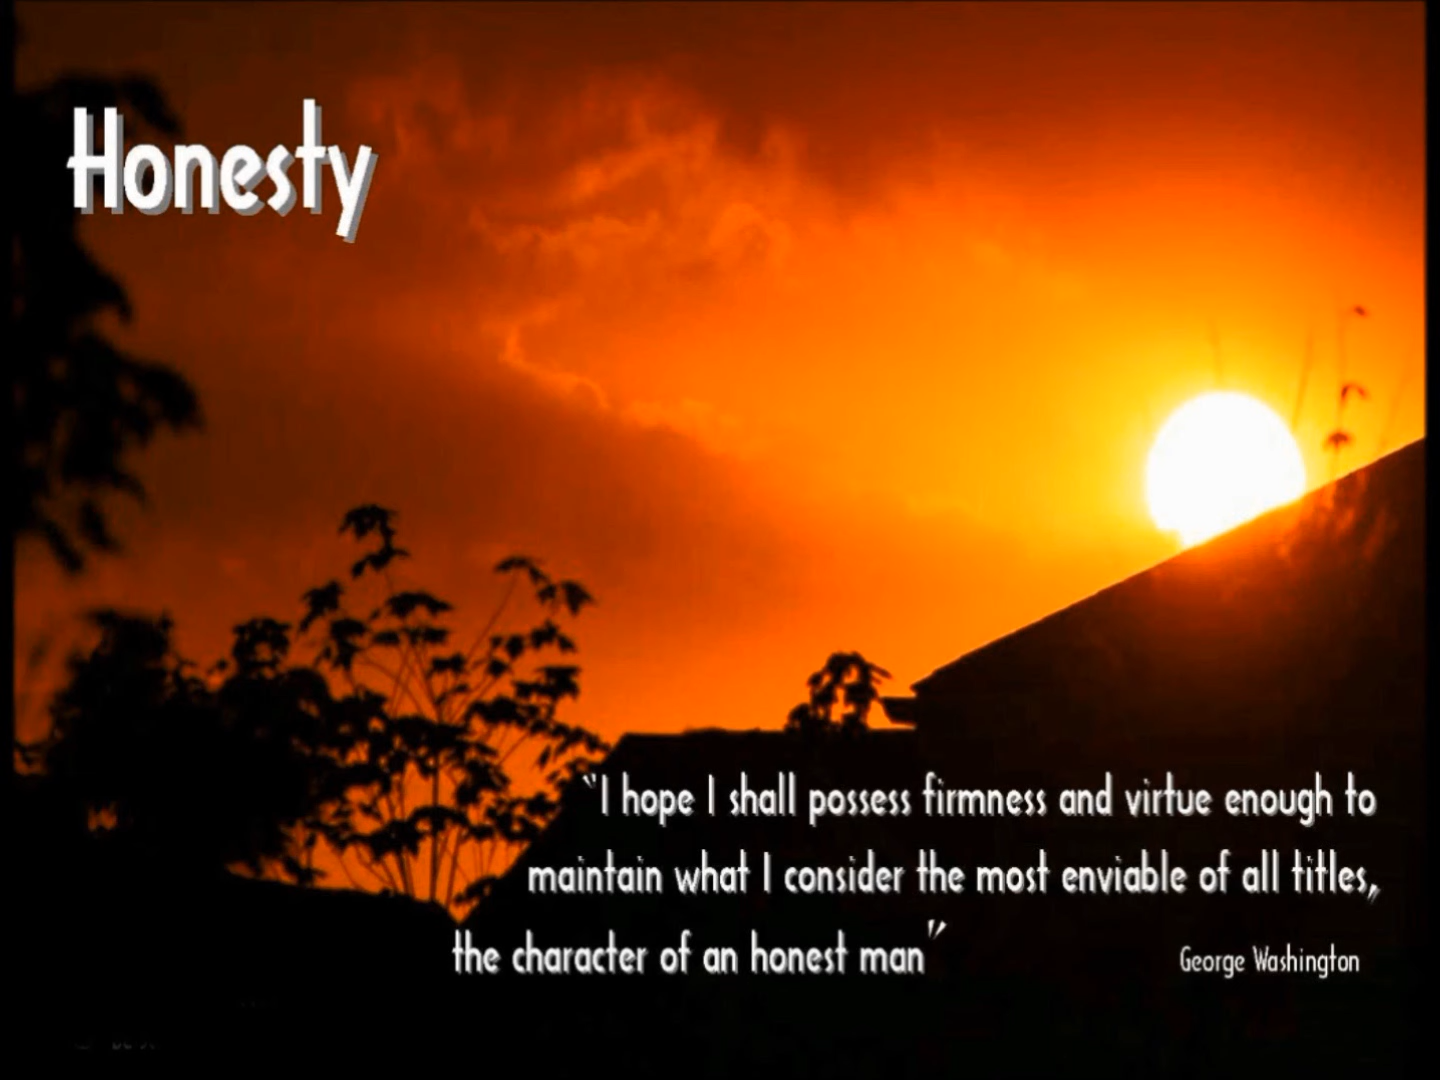 Honesty
“I hope I shall possess firmness and virtue enough to
maintain what I consider the most enviable of all titles,
the character of an honest man”
George Washington